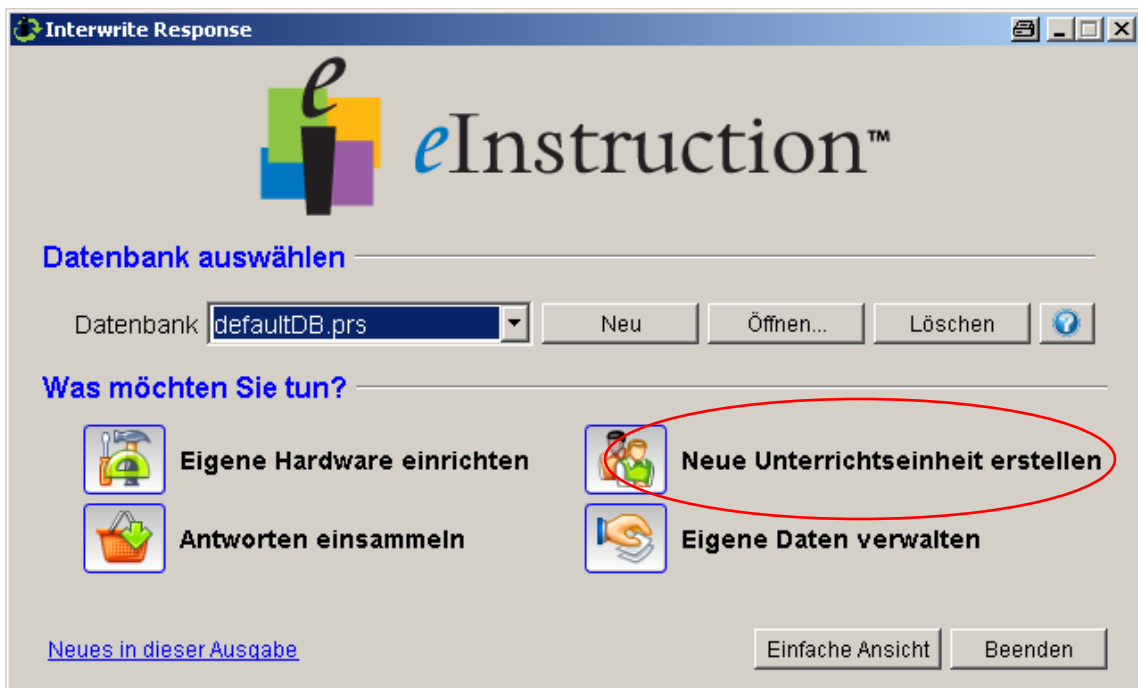 Interwrite Response
eInstruction™
Datenbank auswählen
Datenbank defaultDB.prs Neu Öffnen... Löschen ?
Was möchten Sie tun?
Eigene Hardware einrichten Neue Unterrichtseinheit erstellen
Antworten einsammeln Eigene Daten verwalten
Neues in dieser Ausgabe Einfache Ansicht Beenden